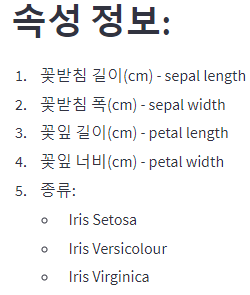 속성 정보:
1. 꽃받침 길이(cm) - sepal length
2. 꽃받침 폭(cm) - sepal width
3. 꽃잎 길이(cm) - petal length
4. 꽃잎 너비(cm) - petal width
5. 종류:
○ Iris Setosa
○ Iris Versicolour
○ Iris Virginica